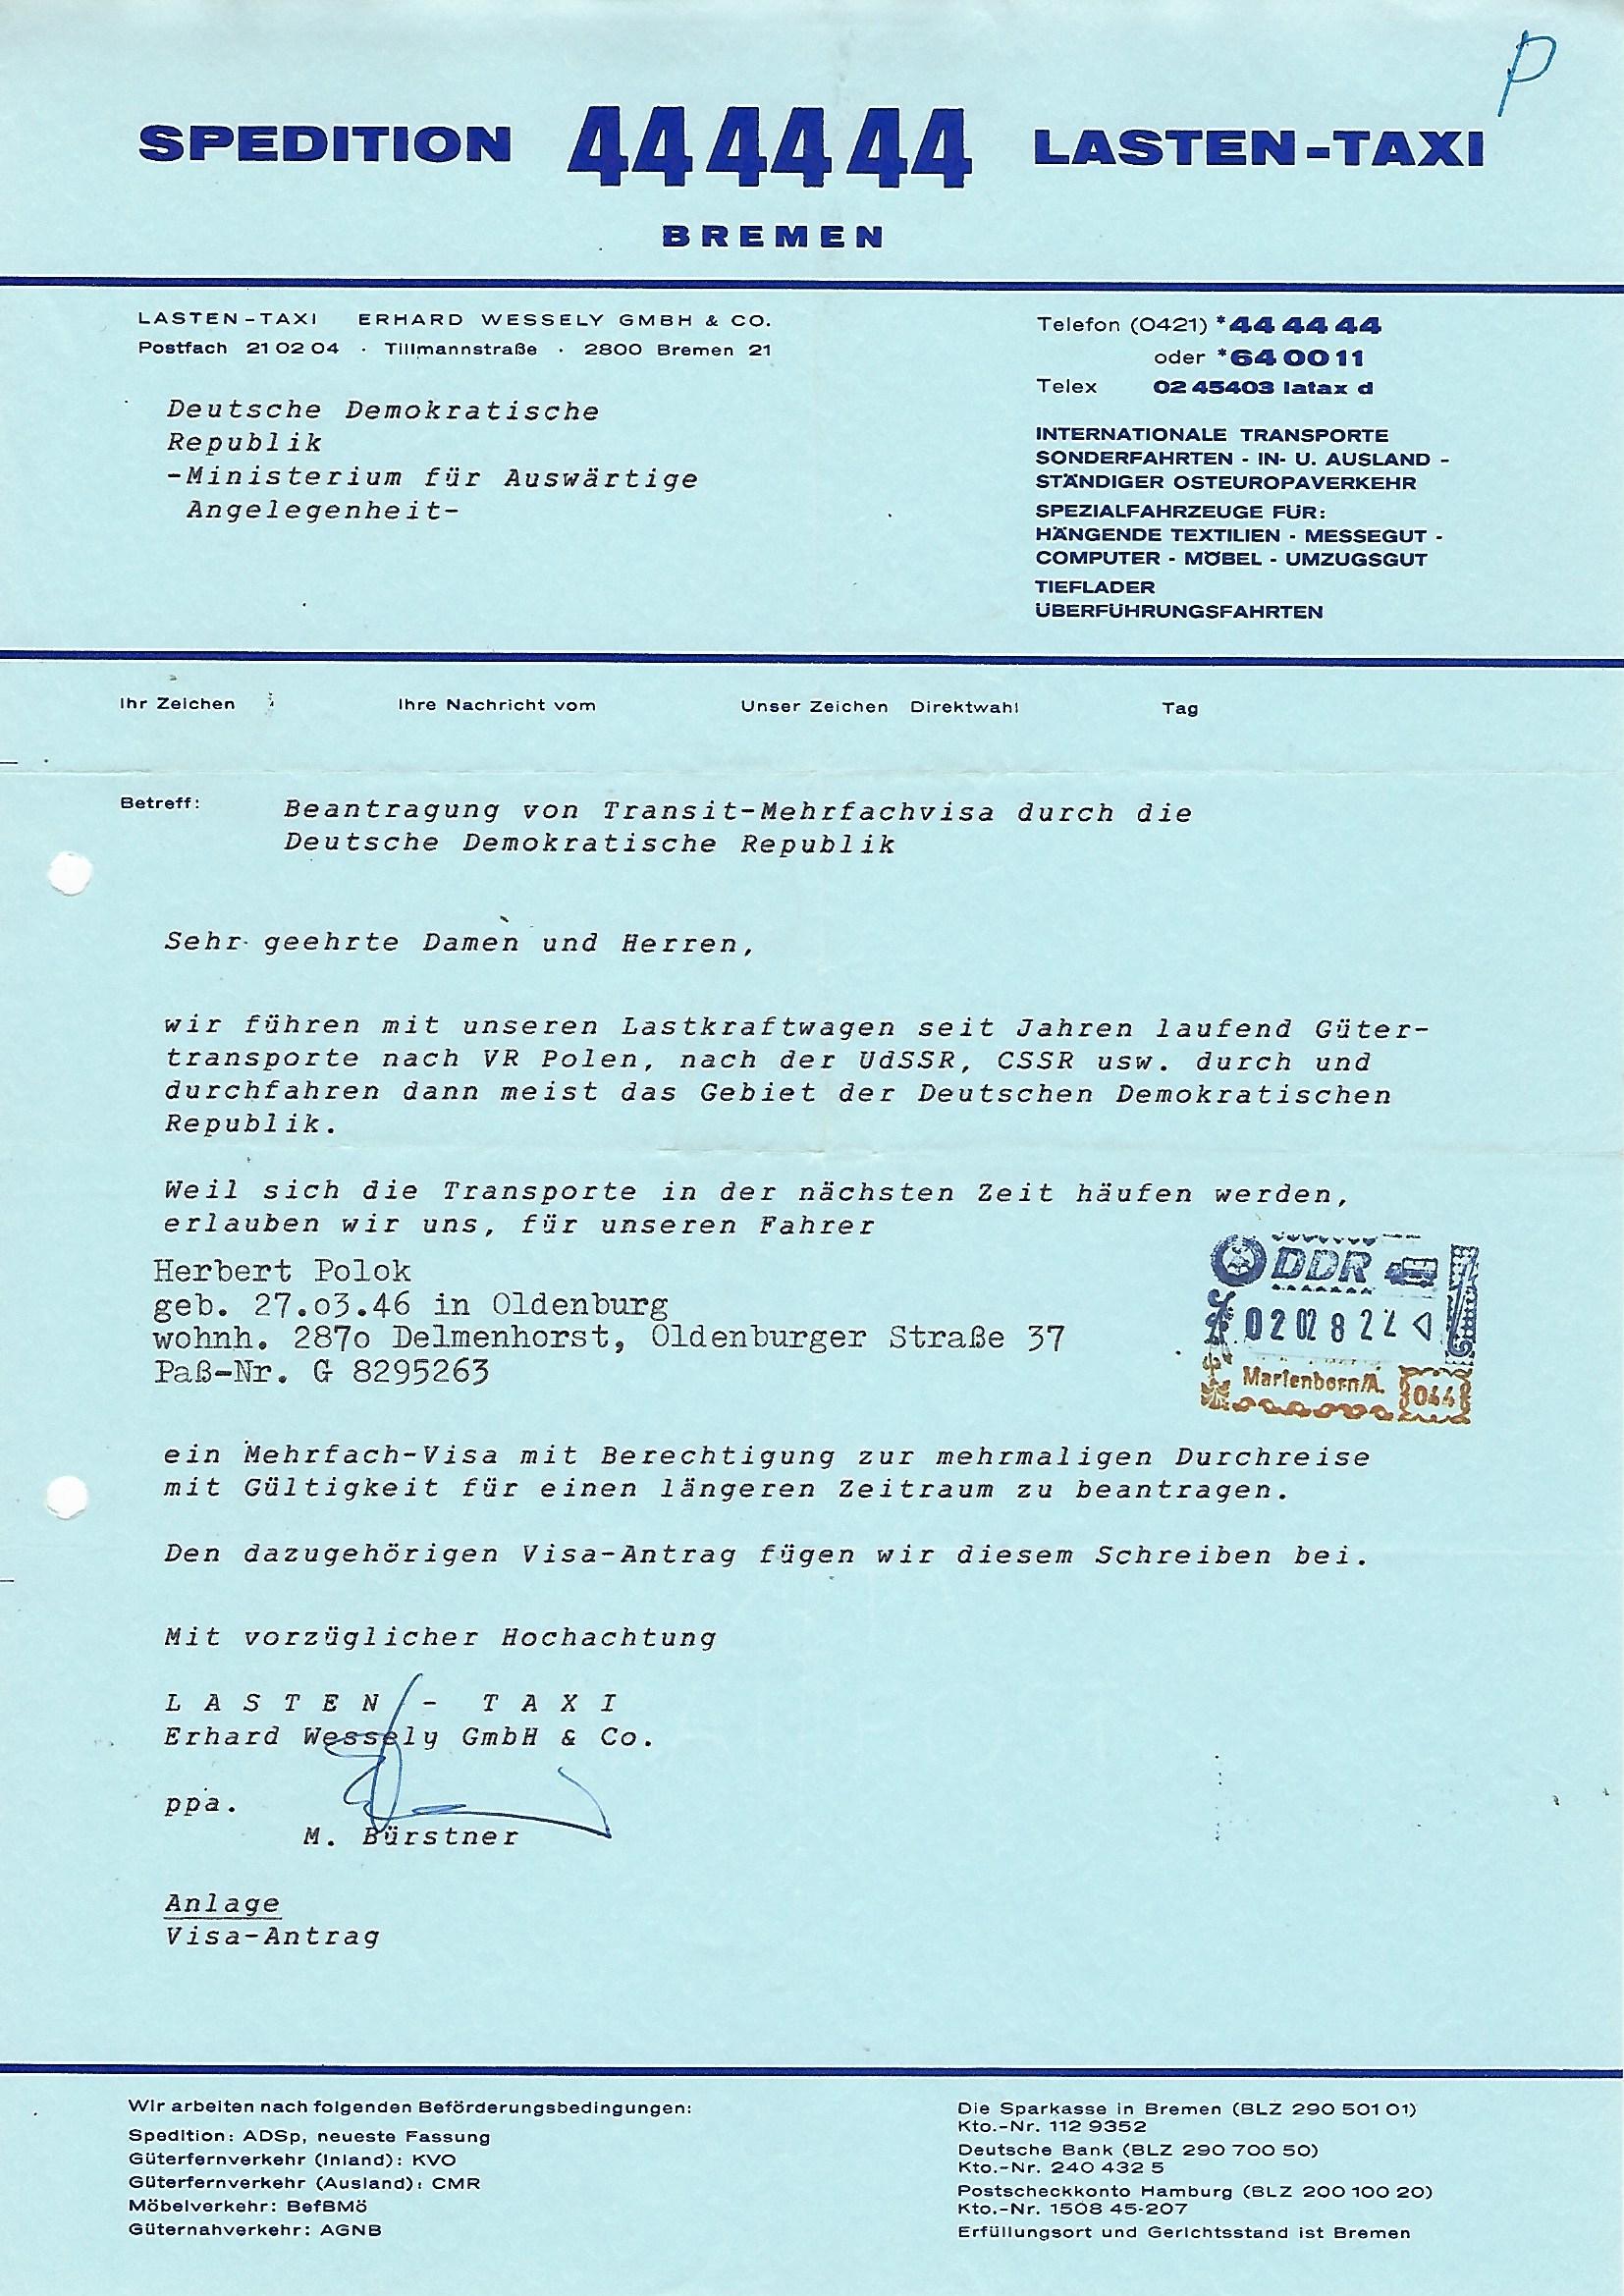 P
SPEDITION 44 44 44 LASTEN-TAXI
BREMEN
LASTEN-TAXI ERHARD WESSELY GMBH & CO.
Postfach 21 02 04 · Tillmannstraße · 2800 Bremen 21
Telefon (0421) *44 44 44
oder *64 00 11
Telex 02 45403 latax d
Deutsche Demokratische
Republik
-Ministerium für Auswärtige
Angelegenheit-
INTERNATIONALE TRANSPORTE
SONDERFAHRTEN - IN- U. AUSLAND -
STÄNDIGER OSTEUROPAVERKEHR
SPEZIALFAHRZEUGE FÜR:
HÄNGENDE TEXTILIEN - MESSEGUT -
COMPUTER - MÖBEL - UMZUGSGUT
TIEFLADER
ÜBERFÜHRUNGSFAHRTEN
Ihr Zeichen Ihre Nachricht vom Unser Zeichen Direktwahl Tag
Betreff: Beantragung von Transit-Mehrfachvisa durch die
Deutsche Demokratische Republik
Sehr geehrte Damen und Herren,
wir führen mit unseren Lastkraftwagen seit Jahren laufend Güter-
transporte nach VR Polen, nach der UdSSR, CSSR usw. durch und
durchfahren dann meist das Gebiet der Deutschen Demokratischen
Republik.
Weil sich die Transporte in der nächsten Zeit häufen werden,
erlauben wir uns, für unseren Fahrer
Herbert Polok
geb. 27.o3.46 in Oldenburg
wohnh. 287o Delmenhorst, Oldenburger Straße 37
Paß-Nr. G 8295263
DDR
02 02 8 22
Marienborn/A. 044
ein Mehrfach-Visa mit Berechtigung zur mehrmaligen Durchreise
mit Gültigkeit für einen längeren Zeitraum zu beantragen.
Den dazugehörigen Visa-Antrag fügen wir diesem Schreiben bei.
Mit vorzüglicher Hochachtung
L A S T E N - T A X I
Erhard Wessely GmbH & Co.
ppa.
M. Bürstner
Anlage
Visa-Antrag
Wir arbeiten nach folgenden Beförderungsbedingungen:
Spedition: ADSp, neueste Fassung
Güterfernverkehr (Inland): KVO
Güterfernverkehr (Ausland): CMR
Möbelverkehr: BefBMö
Güternahverkehr: AGNB
Die Sparkasse in Bremen (BLZ 290 501 01)
Kto.-Nr. 112 9352
Deutsche Bank (BLZ 290 700 50)
Kto.-Nr. 240 432 5
Postscheckkonto Hamburg (BLZ 200 100 20)
Kto.-Nr. 1508 45-207
Erfüllungsort und Gerichtsstand ist Bremen